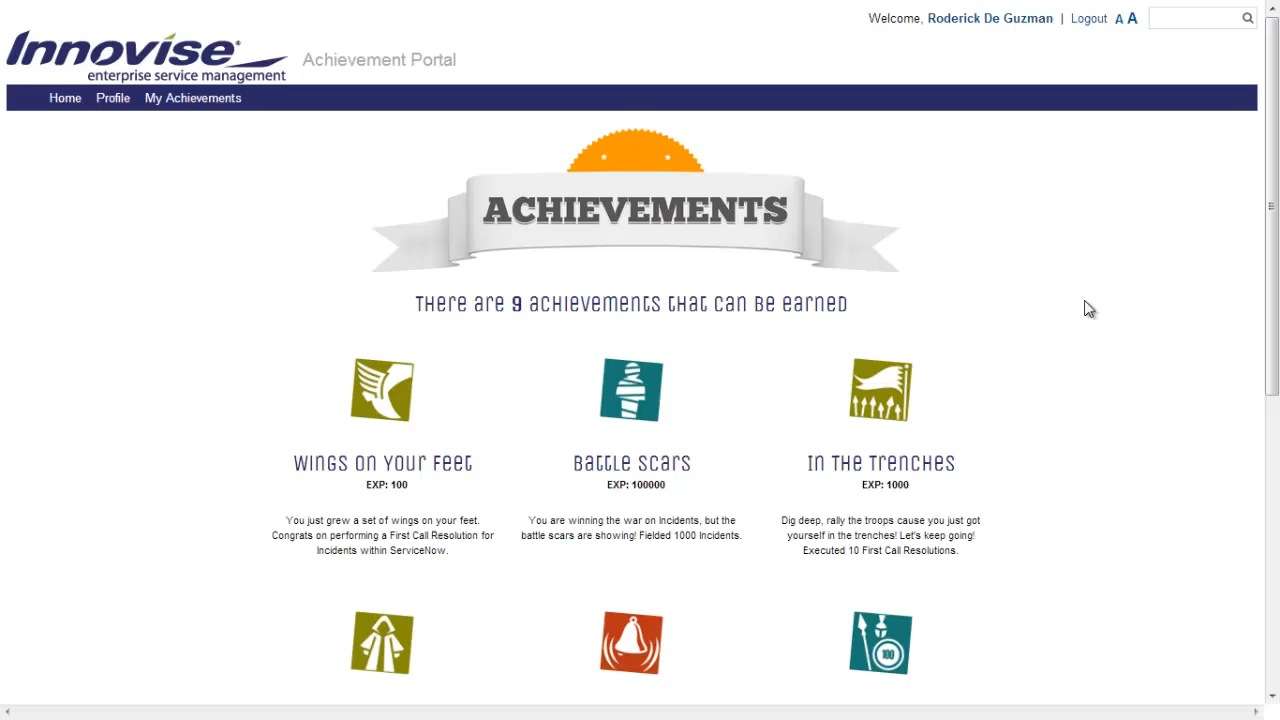 Welcome, Roderick De Guzman | Logout A A
Innovise®
enterprise service management
Achievement Portal
Home Profile My Achievements
ACHIEVEMENTS
There are 9 achievements that can be earned
Wings On Your Feet
EXP: 100
You just grew a set of wings on your feet.
Congrats on performing a First Call Resolution for
Incidents within ServiceNow.
Battle Scars
EXP: 100000
You are winning the war on Incidents, but the
battle scars are showing! Fielded 1000 Incidents.
In The Trenches
EXP: 1000
Dig deep, rally the troops cause you just got
yourself in the trenches! Let's keep going!
Executed 10 First Call Resolutions.
100